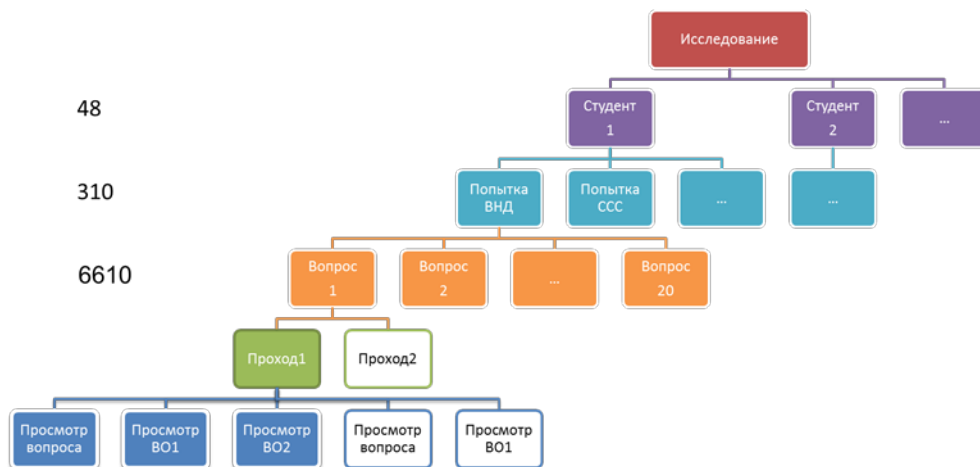 Исследование
48
Студент
1
Студент
2
...
310
Попытка
ВНД
Попытка
ССС
...
...
6610
Вопрос
1
Вопрос
2
...
Вопрос
20
Проход1
Проход2
Просмотр
вопроса
Просмотр
ВО1
Просмотр
ВО2
Просмотр
вопроса
Просмотр
ВО1